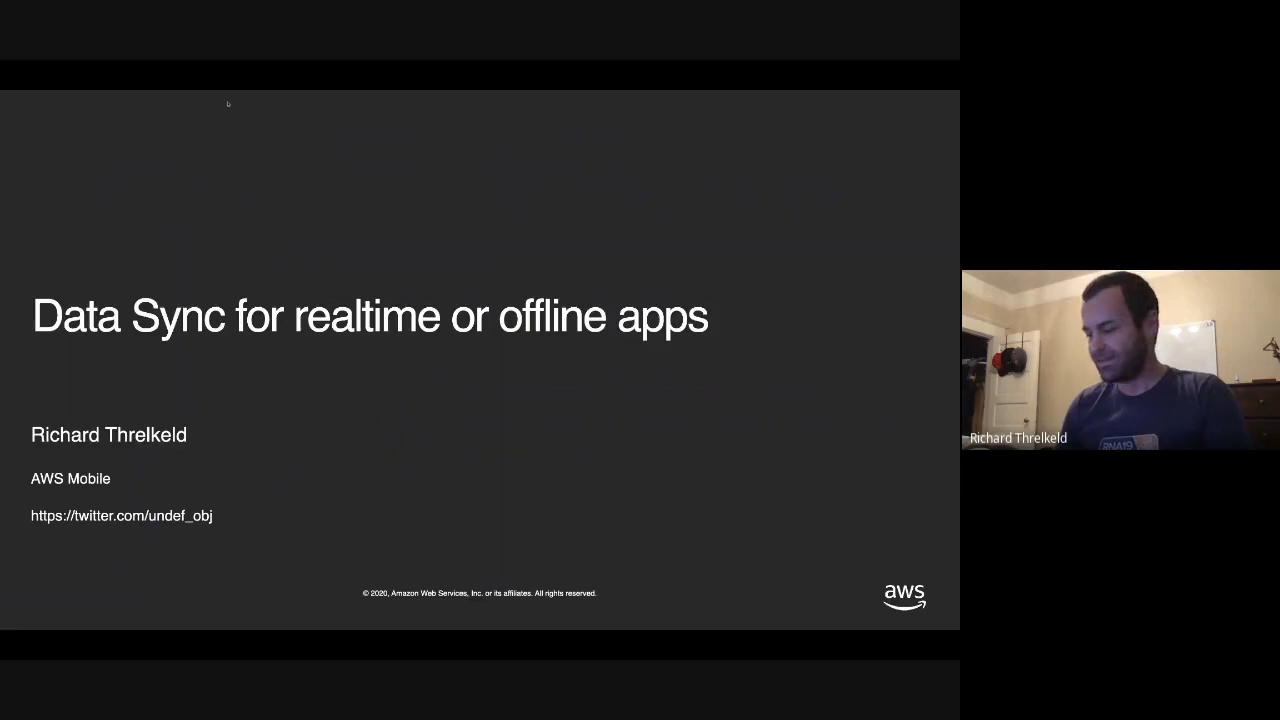 Data Sync for realtime or offline apps
Richard Threlkeld
AWS Mobile
https://twitter.com/undef_obj
© 2020, Amazon Web Services, Inc. or its affiliates. All rights reserved.
aws
Richard Threlkeld
RNA19